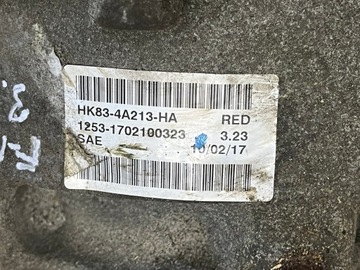 HK83-4A213-HA RED
1253-1702100323 3.23
SAE 10/02/17